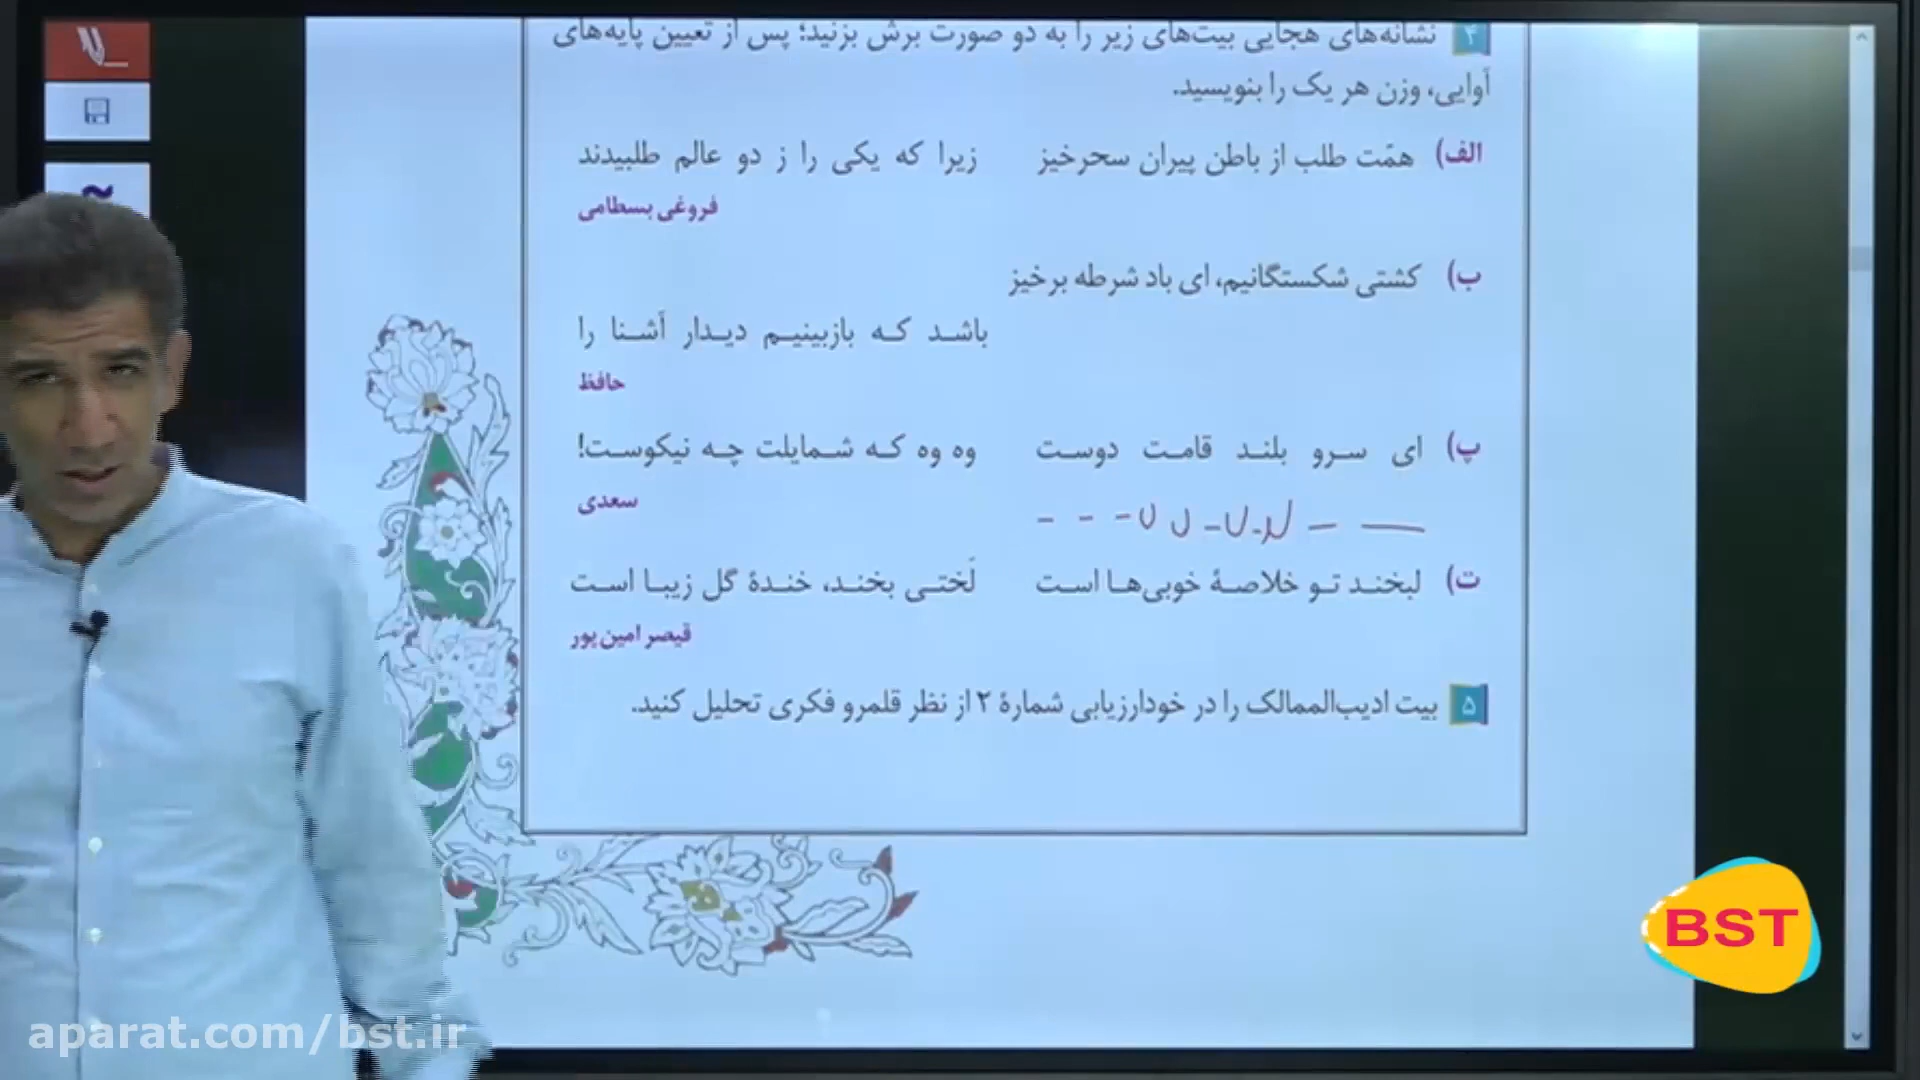 ۴ نشانه‌های هجایی بیت‌های زیر را به دو صورت برش بزنید؛ پس از تعیین پایه‌های
آوایی، وزن هر یک را بنویسید.
الف) همّت طلب از باطن پیران سحرخیز زیرا که یکی را ز دو عالم طلبیدند
فروغی بسطامی
ب) کشتی شکستگانیم، ای باد شرطه برخیز
باشد که بازبینیم دیدار آشنا را
حافظ
پ) ای سرو بلند قامت دوست وه وه که شمایلت چه نیکوست!
سعدی
ت) لبخند تو خلاصهٔ خوبی‌ها است لَختی بخند، خندهٔ گل زیبا است
قیصر امین‌پور
۵ بیت ادیب‌الممالک را در خودارزیابی شمارهٔ ۲ از نظر قلمرو فکری تحلیل کنید.
BST
aparat.com/bst.ir